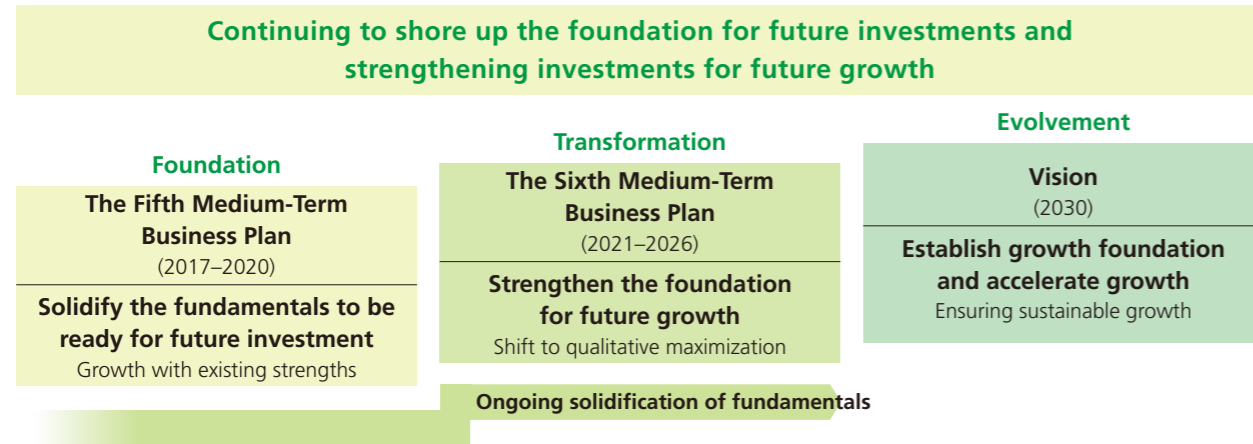 Continuing to shore up the foundation for future investments and
strengthening investments for future growth
Foundation
The Fifth Medium-Term
Business Plan
(2017–2020)
Solidify the fundamentals to be
ready for future investment
Growth with existing strengths
Transformation
The Sixth Medium-Term
Business Plan
(2021–2026)
Strengthen the foundation
for future growth
Shift to qualitative maximization
Ongoing solidification of fundamentals
Evolvement
Vision
(2030)
Establish growth foundation
and accelerate growth
Ensuring sustainable growth